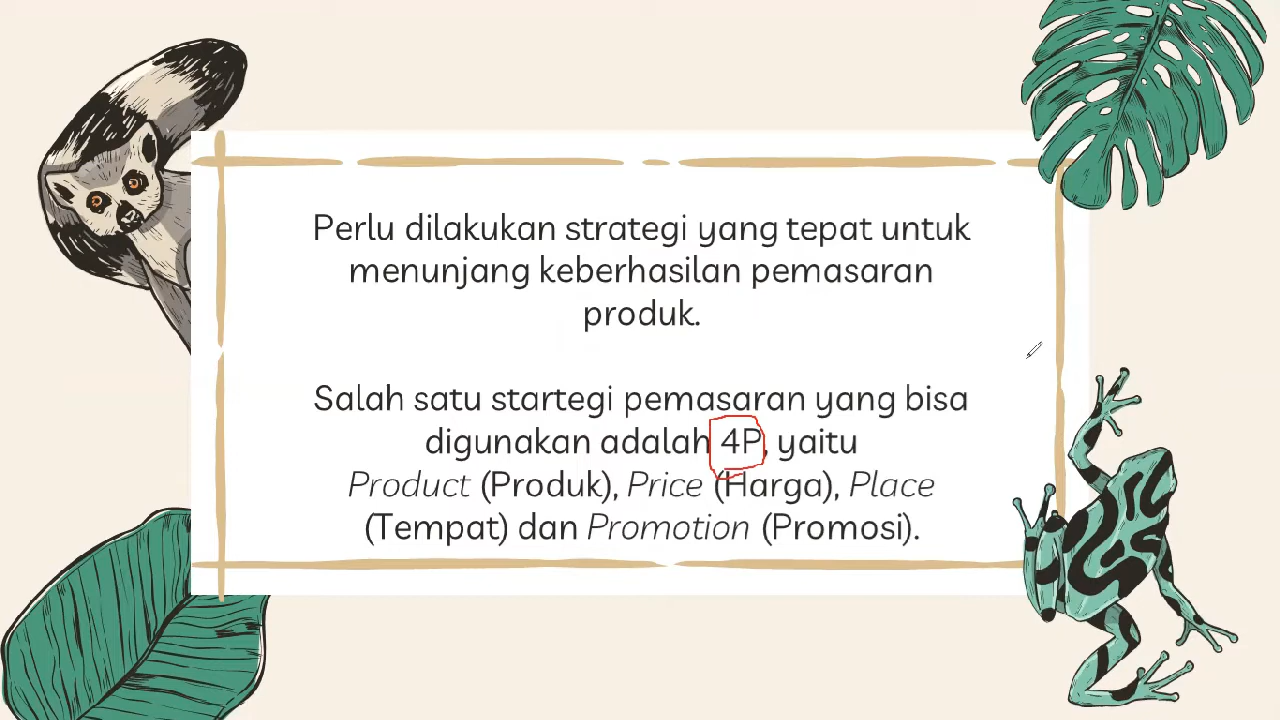 Perlu dilakukan strategi yang tepat untuk
menunjang keberhasilan pemasaran
produk.
Salah satu startegi pemasaran yang bisa
digunakan adalah 4P, yaitu
Product (Produk), Price (Harga), Place
(Tempat) dan Promotion (Promosi).